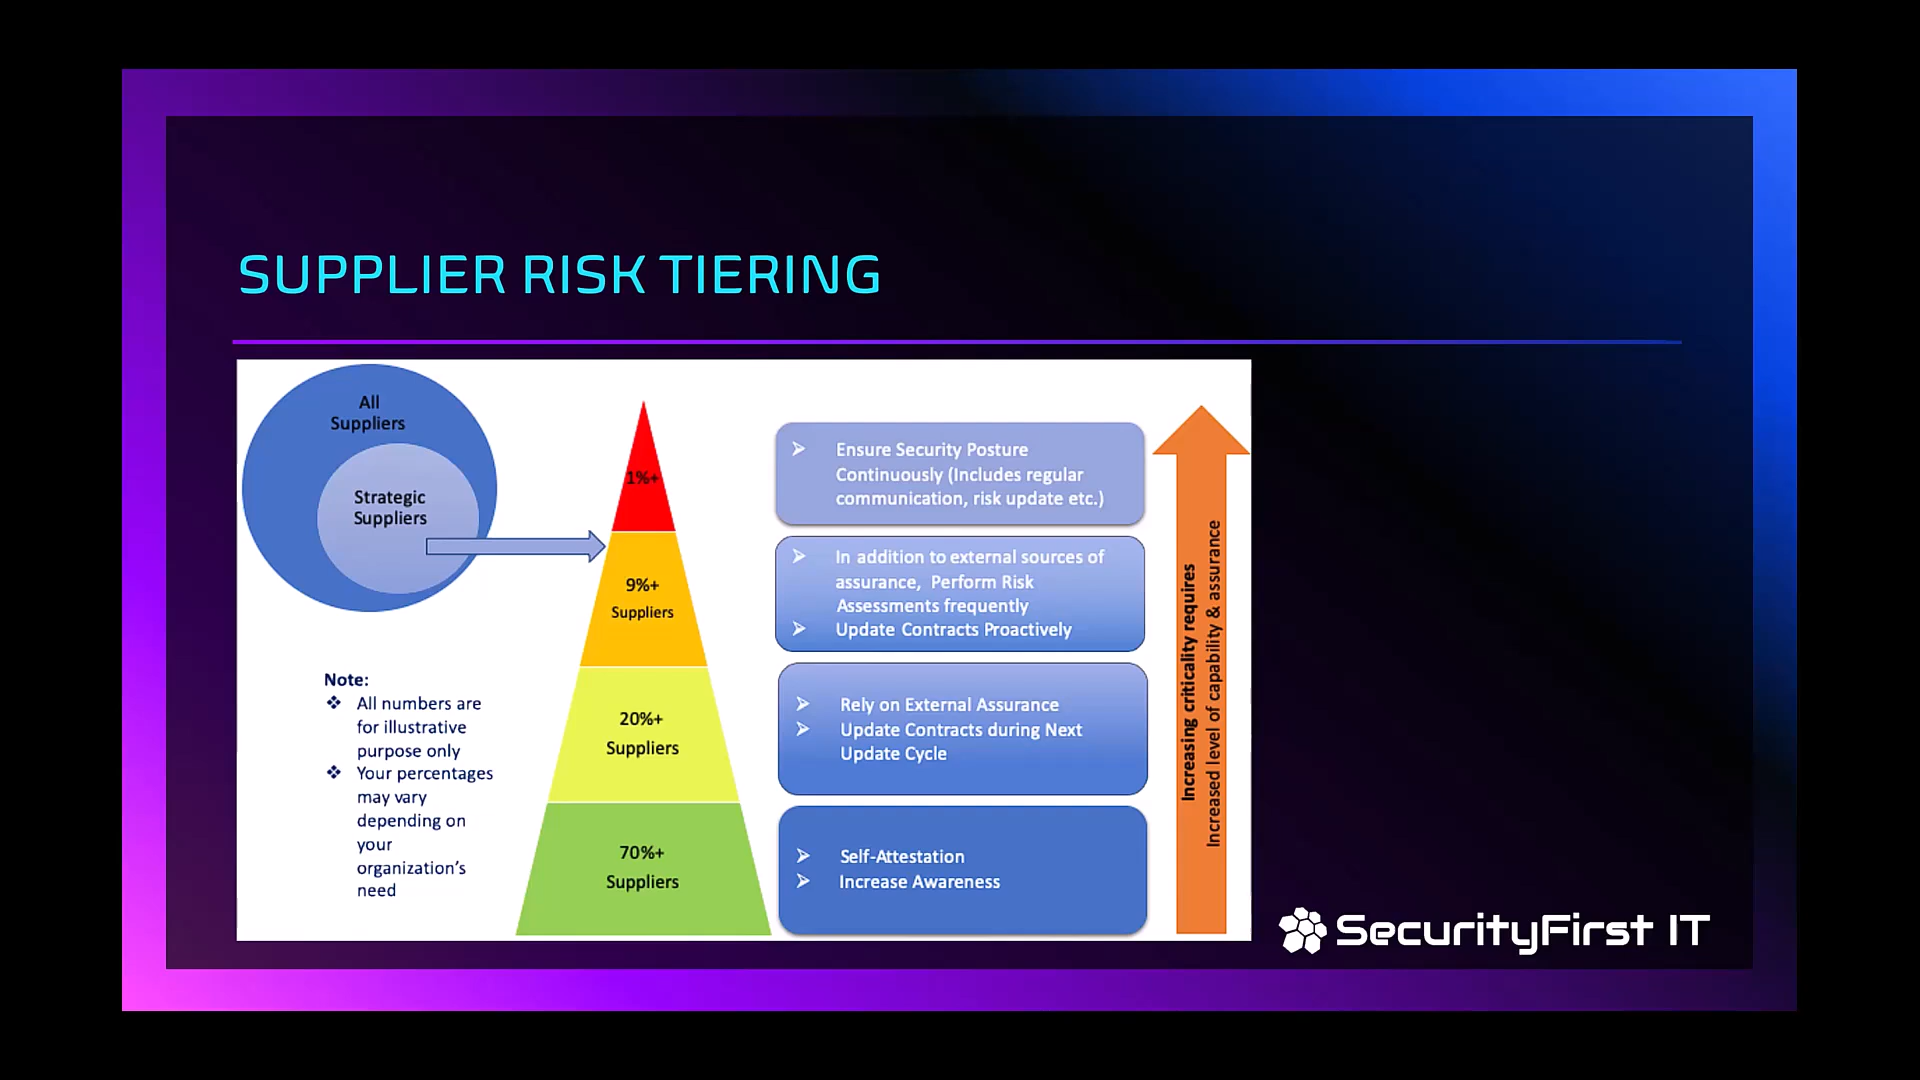 SUPPLIER RISK TIERING
All
Suppliers
Strategic
Suppliers
Note:
❖ All numbers are
for illustrative
purpose only
❖ Your percentages
may vary
depending on
your
organization's
need
1%+
9%+
Suppliers
20%+
Suppliers
70%+
Suppliers
➢ Ensure Security Posture
Continuously (Includes regular
communication, risk update etc.)
➢ In addition to external sources of
assurance, Perform Risk
Assessments frequently
➢ Update Contracts Proactively
➢ Rely on External Assurance
➢ Update Contracts during Next
Update Cycle
➢ Self-Attestation
➢ Increase Awareness
Increasing criticality requires
Increased level of capability & assurance
SecurityFirst IT